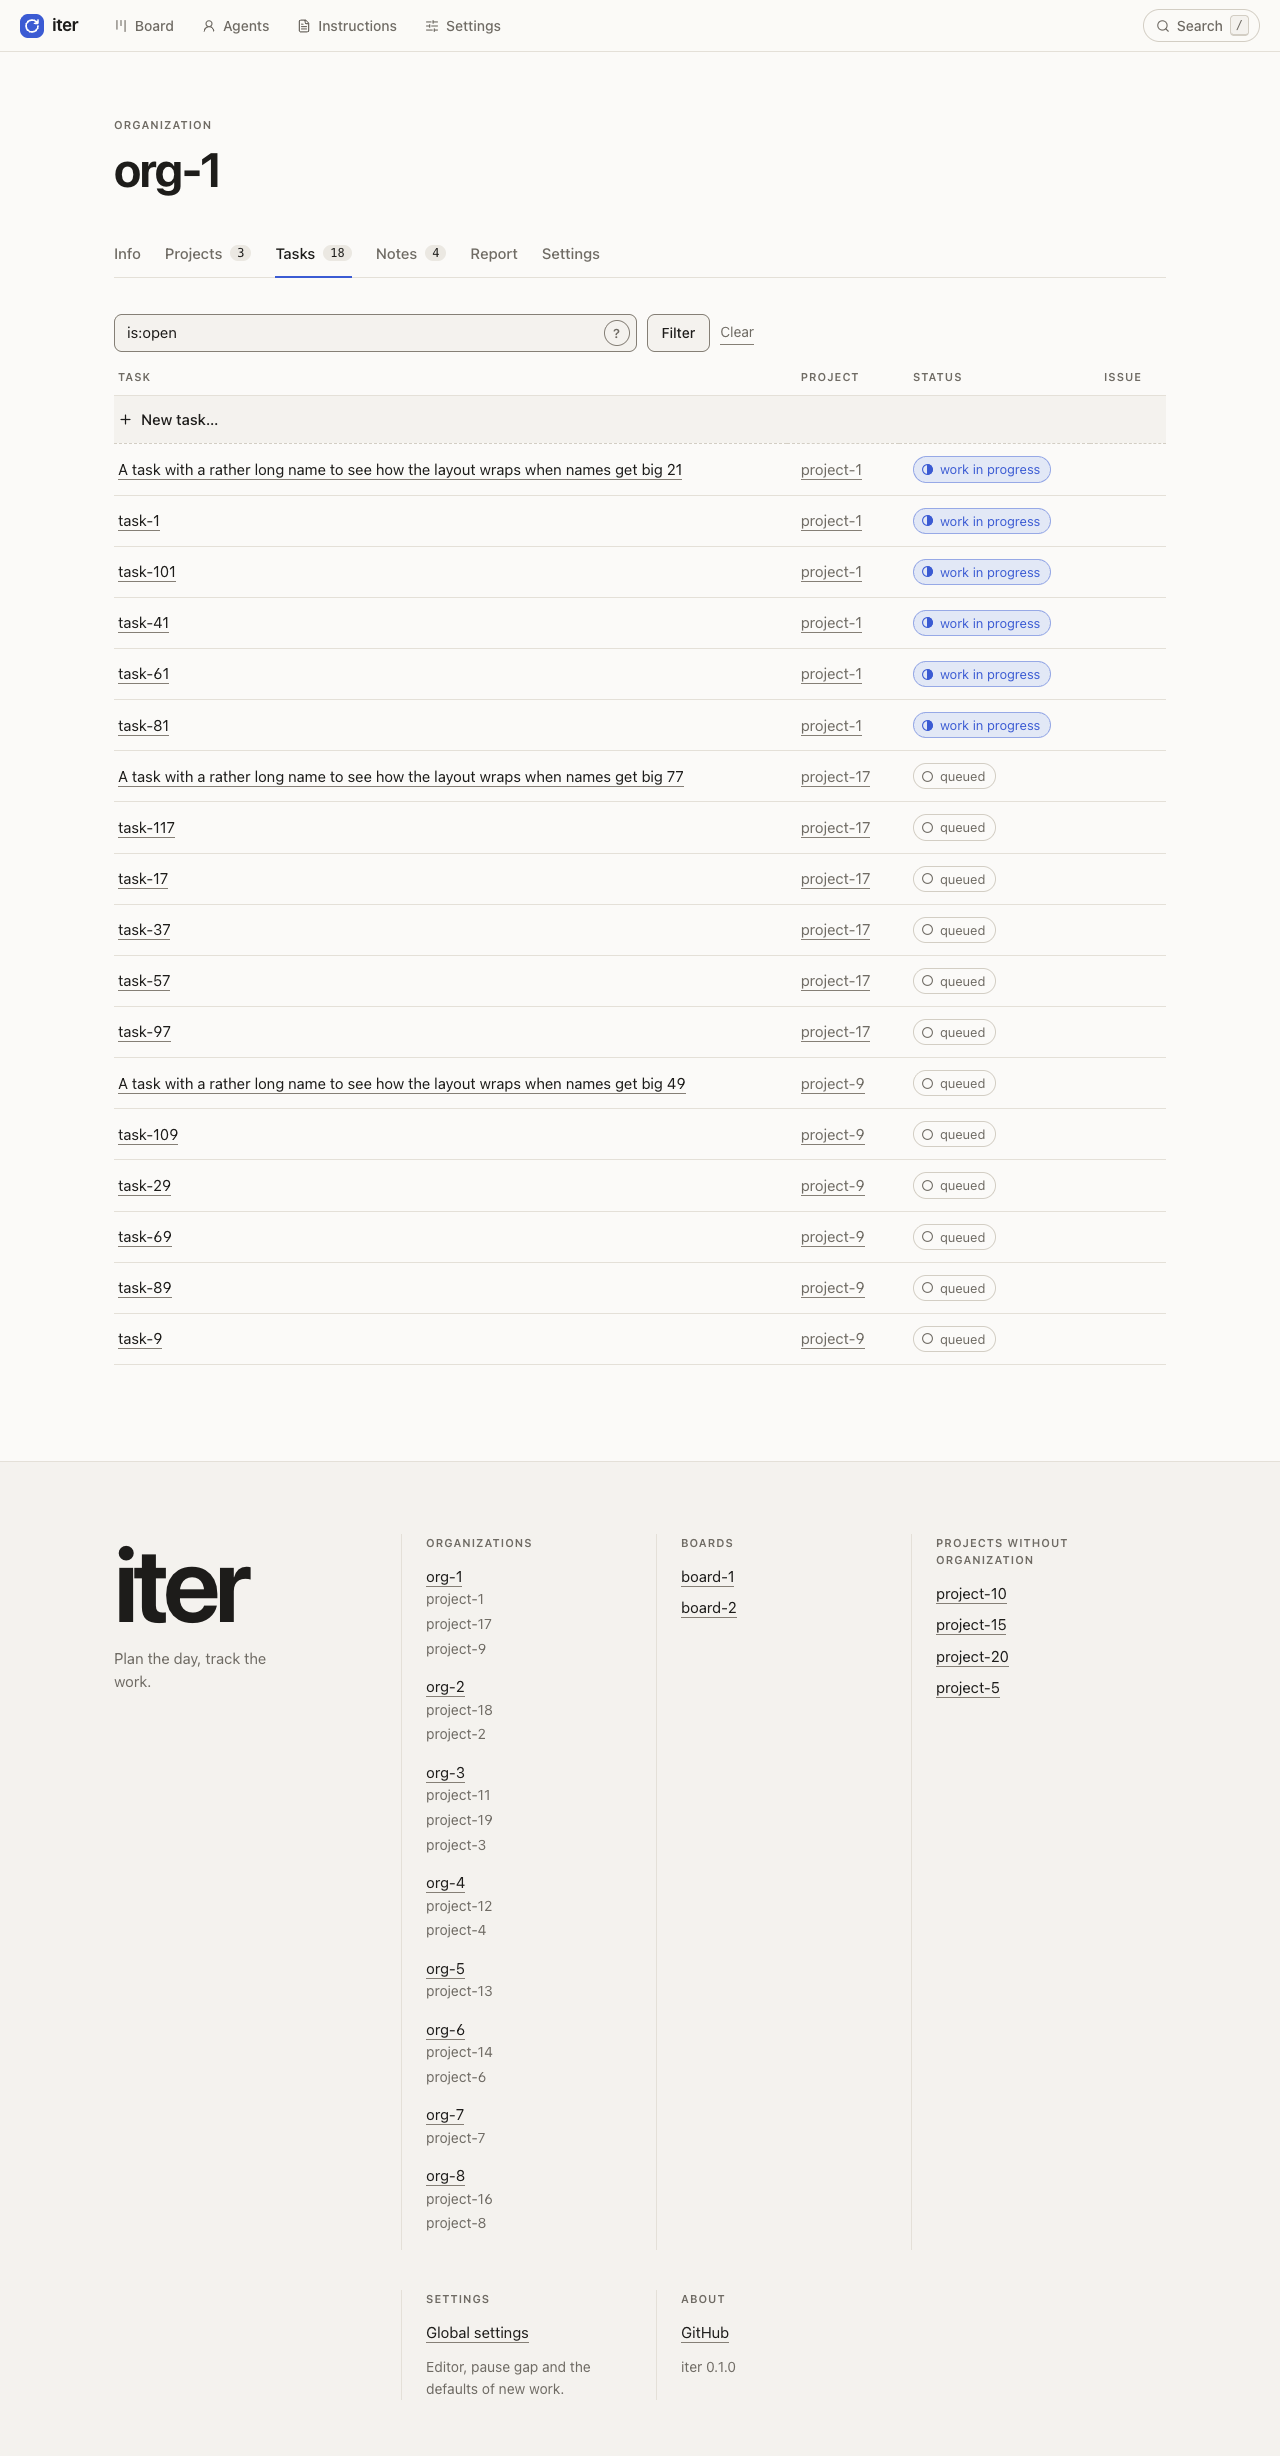 iter Board Agents Instructions Settings Search /
ORGANIZATION
org-1
Info Projects 3 Tasks 18 Notes 4 Report Settings
is:open ? Filter Clear
TASK PROJECT STATUS ISSUE
+ New task...
A task with a rather long name to see how the layout wraps when names get big 21 project-1 work in progress
task-1 project-1 work in progress
task-101 project-1 work in progress
task-41 project-1 work in progress
task-61 project-1 work in progress
task-81 project-1 work in progress
A task with a rather long name to see how the layout wraps when names get big 77 project-17 queued
task-117 project-17 queued
task-17 project-17 queued
task-37 project-17 queued
task-57 project-17 queued
task-97 project-17 queued
A task with a rather long name to see how the layout wraps when names get big 49 project-9 queued
task-109 project-9 queued
task-29 project-9 queued
task-69 project-9 queued
task-89 project-9 queued
task-9 project-9 queued
iter
Plan the day, track the
work.
ORGANIZATIONS
org-1
project-1
project-17
project-9
org-2
project-18
project-2
org-3
project-11
project-19
project-3
org-4
project-12
project-4
org-5
project-13
org-6
project-14
project-6
org-7
project-7
org-8
project-16
project-8
BOARDS
board-1
board-2
PROJECTS WITHOUT
ORGANIZATION
project-10
project-15
project-20
project-5
SETTINGS
Global settings
Editor, pause gap and the
defaults of new work.
ABOUT
GitHub
iter 0.1.0